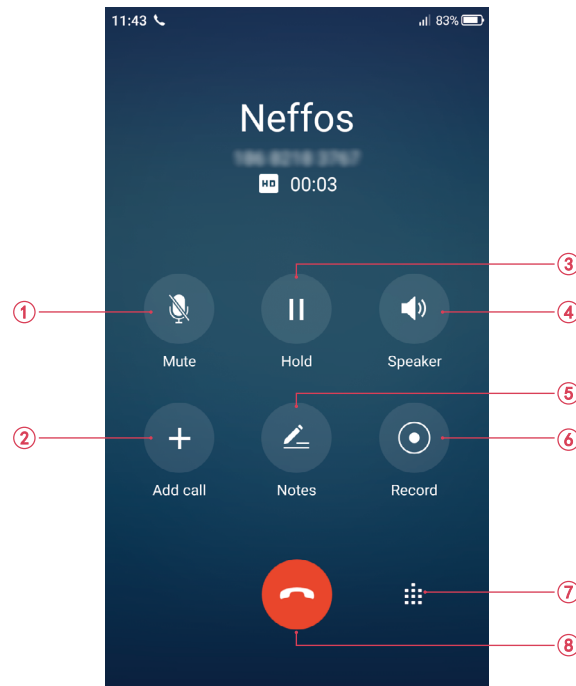 11:43 83%
Neffos
HD 00:03
③
① ④
Mute Hold Speaker
⑤
② ⑥
Add call Notes Record
⑦
⑧